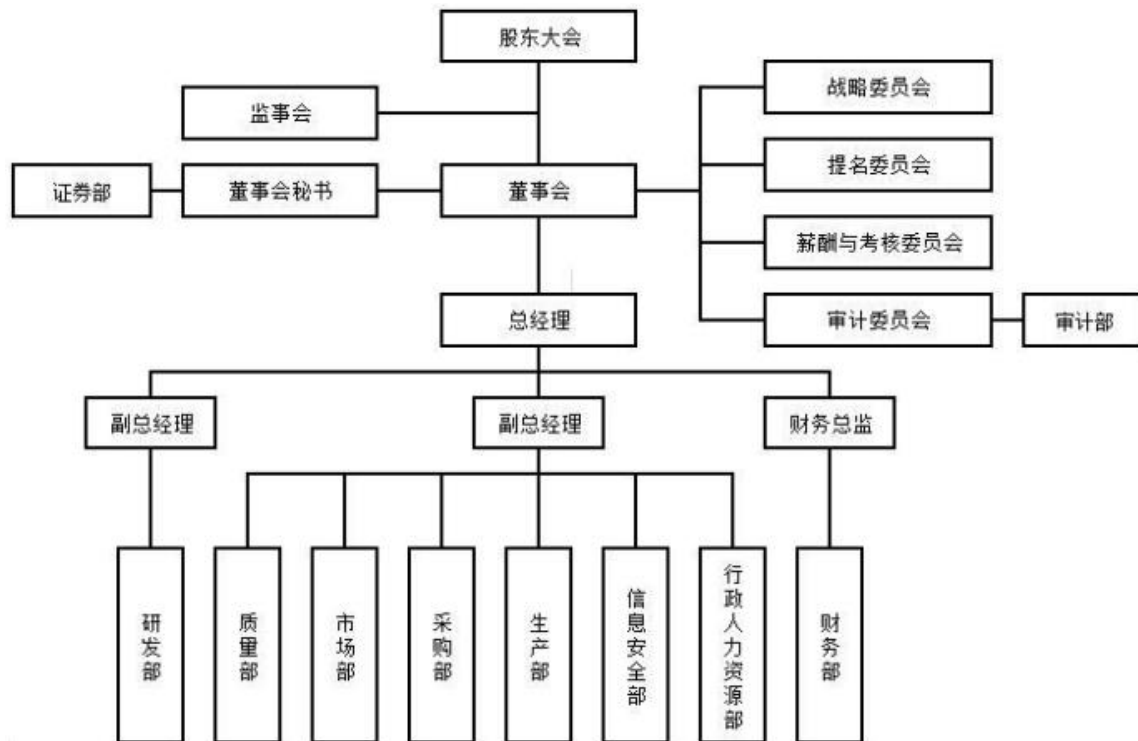 股东大会
战略委员会
监事会
提名委员会
证券部
董事会秘书
董事会
薪酬与考核委员会
总经理
审计委员会
审计部
副总经理
副总经理
财务总监
研发部
质量部
市场部
采购部
生产部
信息安全部
行政人力资源部
财务部